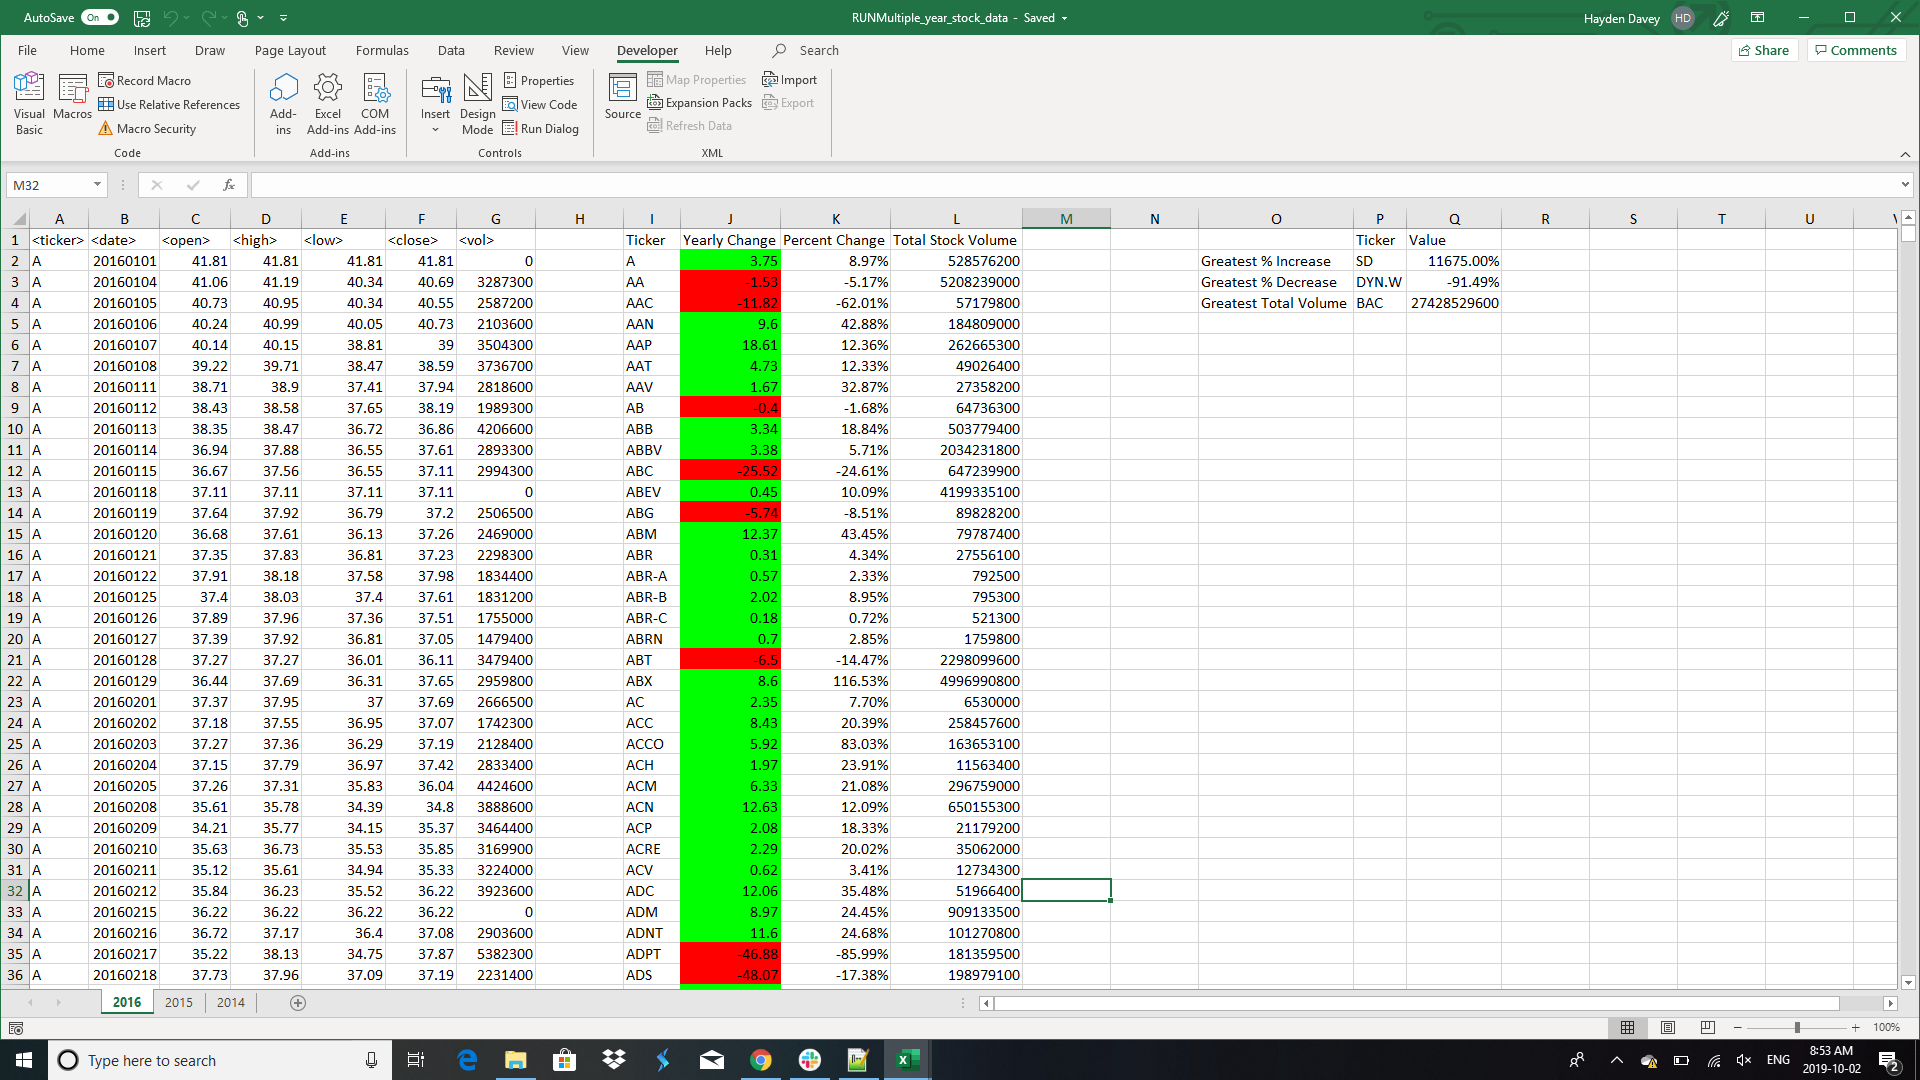 AutoSave On RUNMultiple_year_stock_data - Saved Hayden Davey HD
File Home Insert Draw Page Layout Formulas Data Review View Developer Help Search Share Comments
Visual Basic
Macros
Record Macro
Use Relative References
Macro Security
Code
Add-ins
Excel Add-ins
COM Add-ins
Add-ins
Insert
Design Mode
Properties
View Code
Run Dialog
Controls
Source
Map Properties
Expansion Packs
Refresh Data
Import
Export
XML
M32 fx
A B C D E F G H I J K L M N O P Q R S T U
1 <ticker> <date> <open> <high> <low> <close> <vol> Ticker Yearly Change Percent Change Total Stock Volume Ticker Value
2 A 20160101 41.81 41.81 41.81 41.81 0 A 3.75 8.97% 528576200 Greatest % Increase SD 11675.00%
3 A 20160104 41.06 41.19 40.34 40.69 3287300 AA -1.53 -5.17% 5208239000 Greatest % Decrease DYN.W -91.49%
4 A 20160105 40.73 40.95 40.34 40.55 2587200 AAC -11.82 -62.01% 57179800 Greatest Total Volume BAC 27428529600
5 A 20160106 40.24 40.99 40.05 40.73 2103600 AAN 9.6 42.88% 184809000
6 A 20160107 40.14 40.15 38.81 39 3504300 AAP 18.61 12.36% 262665300
7 A 20160108 39.22 39.71 38.47 38.59 3736700 AAT 4.73 12.33% 49026400
8 A 20160111 38.71 38.9 37.41 37.94 2818600 AAV 1.67 32.87% 27358200
9 A 20160112 38.43 38.58 37.65 38.19 1989300 AB -0.4 -1.68% 64736300
10 A 20160113 38.35 38.47 36.72 36.86 4206600 ABB 3.34 18.84% 503779400
11 A 20160114 36.94 37.88 36.55 37.61 2893300 ABBV 3.38 5.71% 2034231800
12 A 20160115 36.67 37.56 36.55 37.11 2994300 ABC -25.52 -24.61% 647239900
13 A 20160118 37.11 37.11 37.11 37.11 0 ABEV 0.45 10.09% 4199335100
14 A 20160119 37.64 37.92 36.79 37.2 2506500 ABG -5.74 -8.51% 89828200
15 A 20160120 36.68 37.61 36.13 37.26 2469000 ABM 12.37 43.45% 79787400
16 A 20160121 37.35 37.83 36.81 37.23 2298300 ABR 0.31 4.34% 27556100
17 A 20160122 37.91 38.18 37.58 37.98 1834400 ABR-A 0.57 2.33% 792500
18 A 20160125 37.4 38.03 37.4 37.61 1831200 ABR-B 2.02 8.95% 795300
19 A 20160126 37.89 37.96 37.36 37.51 1755000 ABR-C 0.18 0.72% 521300
20 A 20160127 37.39 37.92 36.81 37.05 1479400 ABRN 0.7 2.85% 1759800
21 A 20160128 37.27 37.27 36.01 36.11 3479400 ABT -6.5 -14.47% 2298099600
22 A 20160129 36.44 37.69 36.31 37.65 2959800 ABX 8.6 116.53% 4996990800
23 A 20160201 37.37 37.95 37 37.69 2666500 AC 2.35 7.70% 6530000
24 A 20160202 37.18 37.55 36.95 37.07 1742300 ACC 8.43 20.39% 258457600
25 A 20160203 37.27 37.36 36.29 37.19 2128400 ACCO 5.92 83.03% 163653100
26 A 20160204 37.15 37.79 36.97 37.42 2833400 ACH 1.97 23.91% 11563400
27 A 20160205 37.26 37.31 35.83 36.04 4424600 ACM 6.33 21.08% 296759000
28 A 20160208 35.61 35.78 34.39 34.8 3888600 ACN 12.63 12.09% 650155300
29 A 20160209 34.21 35.77 34.15 35.37 3464400 ACP 2.08 18.33% 21179200
30 A 20160210 35.63 36.73 35.53 35.85 3169900 ACRE 2.29 20.02% 35062000
31 A 20160211 35.12 35.61 34.94 35.33 3224000 ACV 0.62 3.41% 12734300
32 A 20160212 35.84 36.23 35.52 36.22 3923600 ADC 12.06 35.48% 51966400
33 A 20160215 36.22 36.22 36.22 36.22 0 ADM 8.97 24.45% 909133500
34 A 20160216 36.72 37.17 36.4 37.08 2903600 ADNT 11.6 24.68% 101270800
35 A 20160217 35.22 38.13 34.75 37.87 5382300 ADPT -46.88 -85.99% 181359500
36 A 20160218 37.73 37.96 37.09 37.19 2231400 ADS -48.07 -17.38% 198979100
2016 2015 2014
100%
Type here to search ENG 8:53 AM
2019-10-02 2